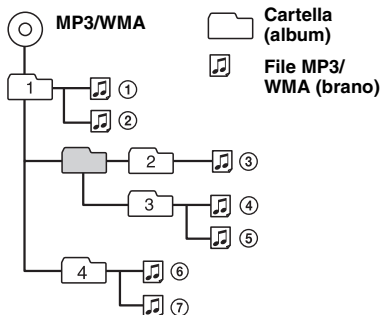 MP3/WMA
Cartella
(album)
File MP3/
WMA (brano)
1
①
②
2
③
3
④
⑤
4
⑥
⑦